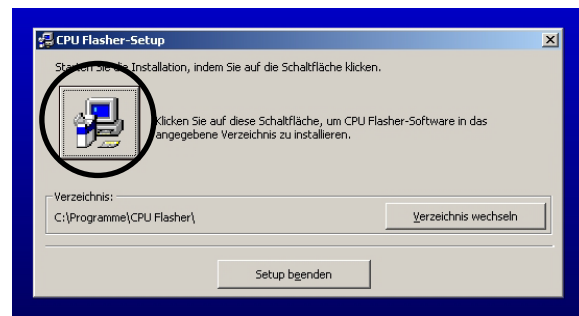 CPU Flasher-Setup
Starten Sie die Installation, indem Sie auf die Schaltfläche klicken.
Klicken Sie auf diese Schaltfläche, um CPU Flasher-Software in das
angegebene Verzeichnis zu installieren.
Verzeichnis:
C:\Programme\CPU Flasher\
Verzeichnis wechseln
Setup beenden